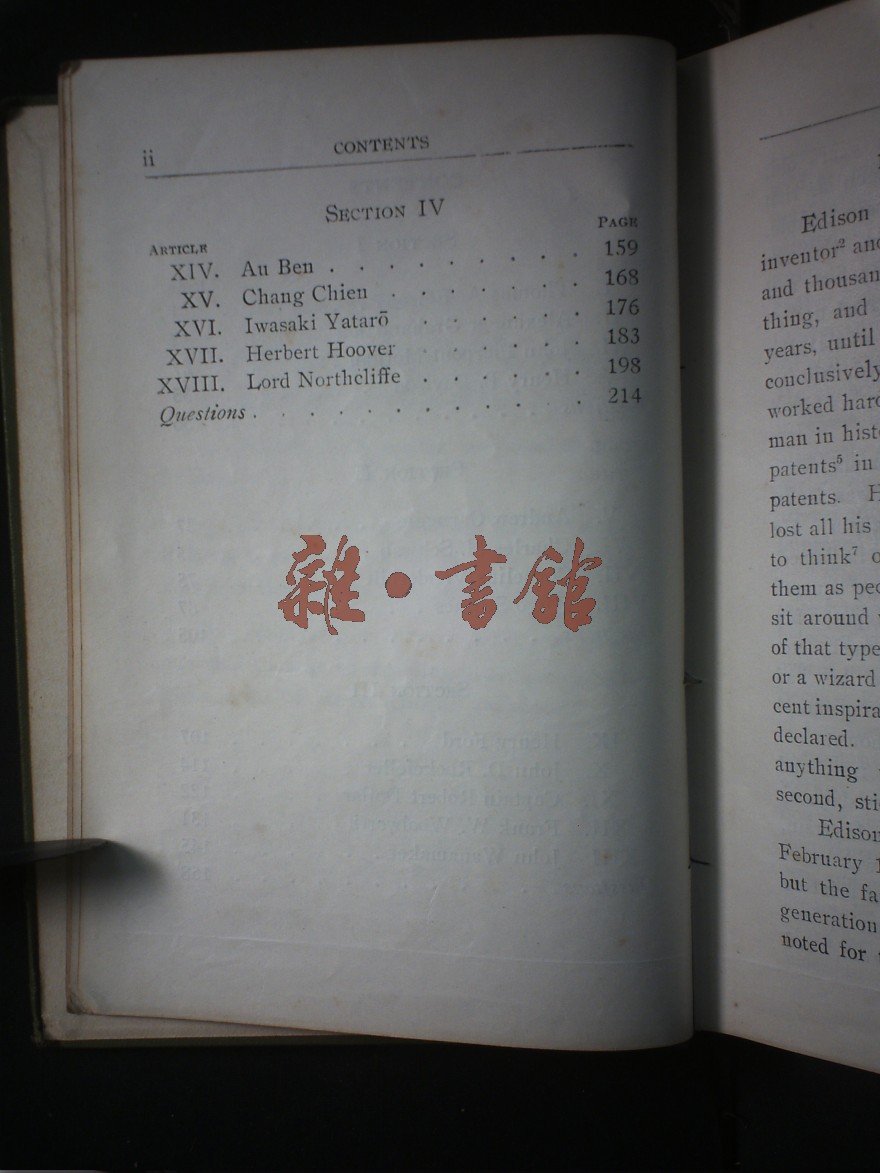 ii
CONTENTS
SECTION IV
ARTICLE PAGE
XIV. Au Ben . . . . . . . . . 159
XV. Chang Chien . . . . . . . 168
XVI. Iwasaki Yatarō . . . . . . 176
XVII. Herbert Hoover . . . . . . 183
XVIII. Lord Northcliffe . . . . . . 198
Questions . . . . . . . . . . . . 214
雜•書館
Edison
inventor² and
and thousan
thing, and
years, until
conclusively
worked hard
man in hist
patents⁵ in
patents. H
lost all his
to think⁷ o
them as peo
sit around
of that type
or a wizard
cent inspira
declared.
anything
second, sti
Edison
February 1
but the fa
generation
noted for